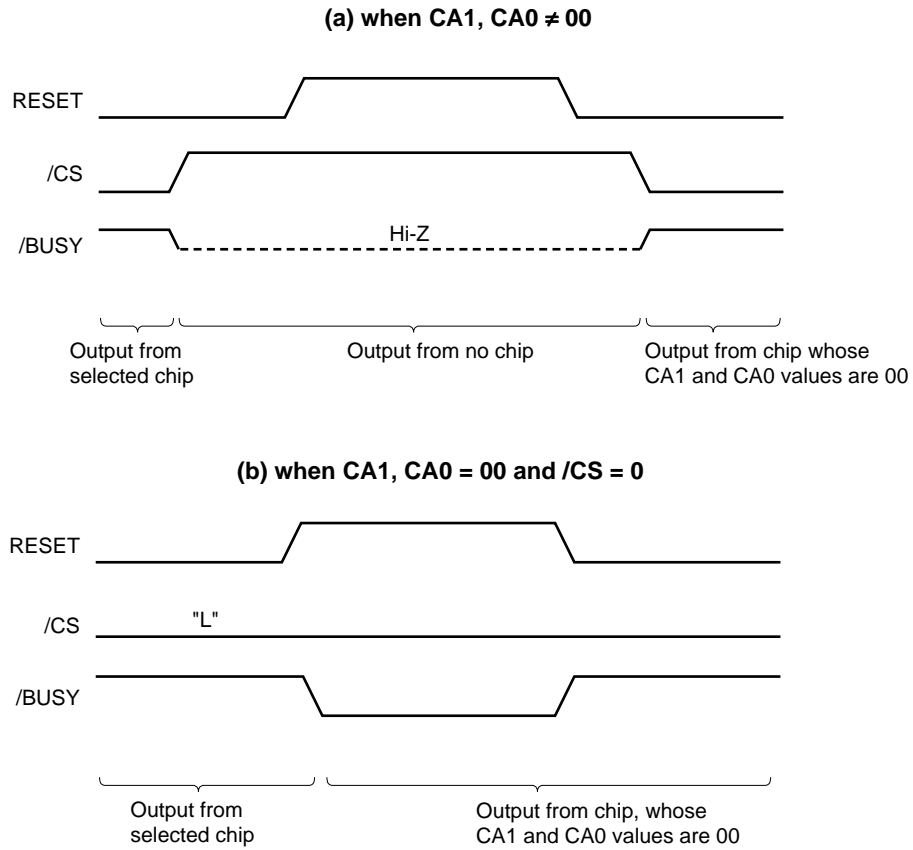 (a) when CA1, CA0 ≠ 00
RESET
/CS
/BUSY
Hi-Z
Output from
selected chip
Output from no chip
Output from chip whose
CA1 and CA0 values are 00
(b) when CA1, CA0 = 00 and /CS = 0
RESET
/CS
"L"
/BUSY
Output from
selected chip
Output from chip, whose
CA1 and CA0 values are 00